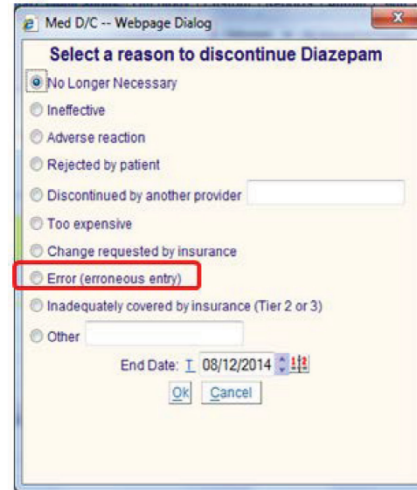 Med D/C -- Webpage Dialog
Select a reason to discontinue Diazepam
No Longer Necessary
Ineffective
Adverse reaction
Rejected by patient
Discontinued by another provider
Too expensive
Change requested by insurance
Error (erroneous entry)
Inadequately covered by insurance (Tier 2 or 3)
Other
End Date: T 08/12/2014
Ok Cancel